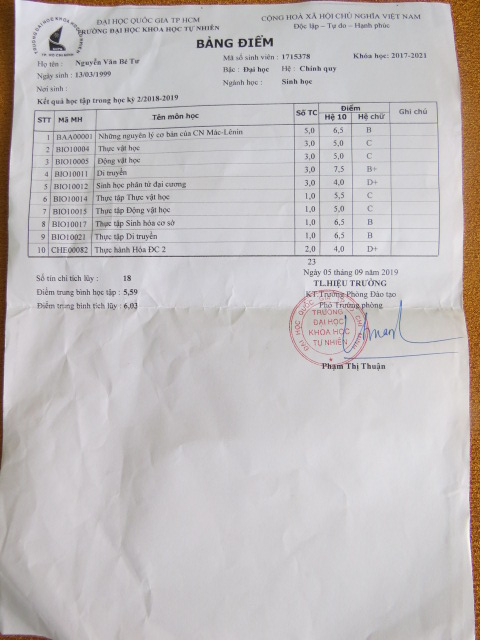 ĐẠI HỌC QUỐC GIA TP HCM
TRƯỜNG ĐẠI HỌC KHOA HỌC TỰ NHIÊN
CỘNG HOÀ XÃ HỘI CHỦ NGHĨA VIỆT NAM
Độc lập – Tự do – Hạnh phúc
BẢNG ĐIỂM
Họ tên : Nguyễn Văn Bé Tư Mã số sinh viên : 1715378 Khóa học: 2017-2021
Ngày sinh : 13/03/1999 Bậc : Đại học Hệ : Chính quy
Nơi sinh : Ngành học : Sinh học
Kết quả học tập trong học kỳ 2/2018-2019
STT Mã MH Tên môn học Số TC Điểm Ghi chú
Hệ 10 Hệ chữ
1 BAA00001 Những nguyên lý cơ bản của CN Mác-Lênin 5,0 6,5 B
2 BIO10004 Thực vật học 3,0 5,0 C
3 BIO10005 Động vật học 3,0 5,0 C
4 BIO10011 Di truyền 3,0 7,5 B+
5 BIO10012 Sinh học phân tử đại cương 3,0 4,0 D+
6 BIO10014 Thực tập Thực vật học 1,0 5,5 C
7 BIO10015 Thực tập Động vật học 1,0 5,0 C
8 BIO10017 Thực tập Sinh hóa cơ sở 1,0 6,5 B
9 BIO10021 Thực tập Di truyền 1,0 6,5 B
10 CHE00082 Thực hành Hóa ĐC 2 2,0 4,0 D+
23
Số tín chỉ tích lũy : 18
Điểm trung bình học tập : 5,59
Điểm trung bình tích lũy : 6,03
Ngày 05 tháng 09 năm 2019
TL.HIỆU TRƯỞNG
KT.Trưởng Phòng Đào tạo
Phó Trưởng phòng
TRƯỜNG
ĐẠI HỌC
KHOA HỌC
TỰ NHIÊN
Phạm Thị Thuận